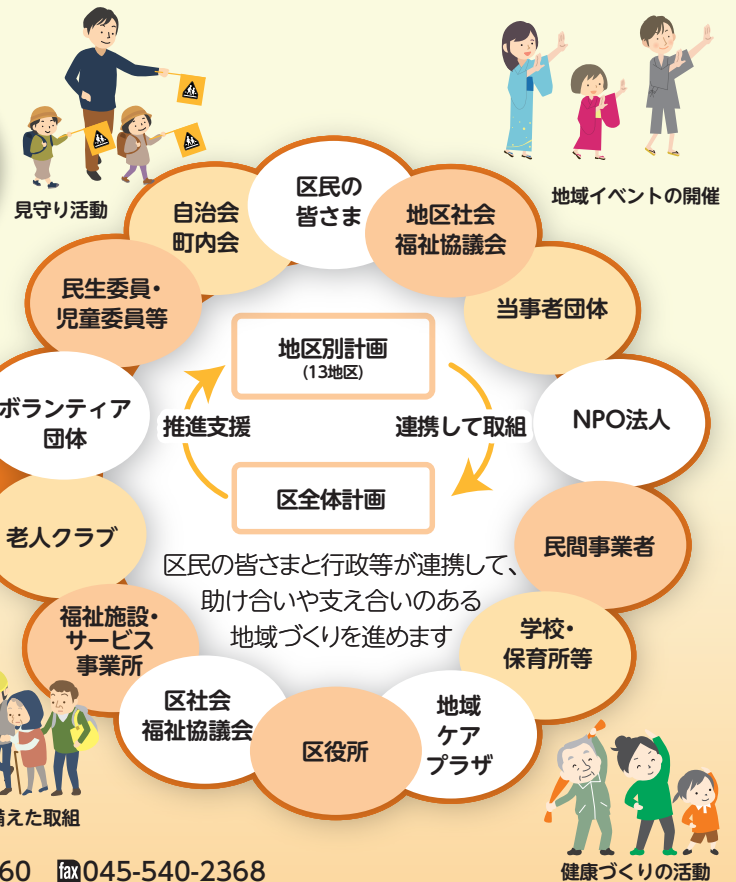 見守り活動
地域イベントの開催
区民の
皆さま
自治会
町内会
地区社会
福祉協議会
民生委員・
児童委員等
当事者団体
ボランティア
団体
NPO法人
地区別計画
(13地区)
推進支援
連携して取組
区全体計画
老人クラブ
民間事業者
区民の皆さまと行政等が連携して、
助け合いや支え合いのある
地域づくりを進めます
福祉施設・
サービス
事業所
学校・
保育所等
区社会
福祉協議会
区役所
地域
ケア
プラザ
えた取組
健康づくりの活動
60 fax045-540-2368